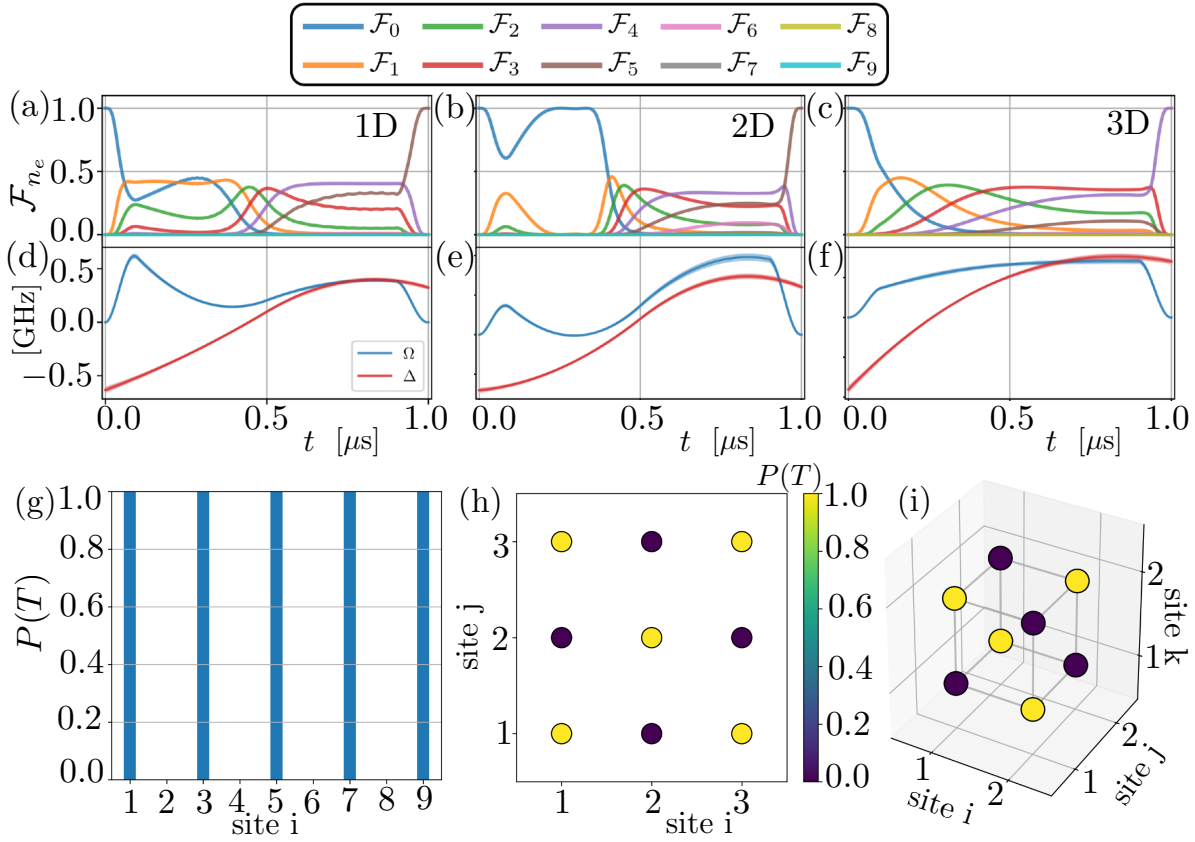 𝓕₀ 𝓕₂ 𝓕₄ 𝓕₆ 𝓕₈
𝓕₁ 𝓕₃ 𝓕₅ 𝓕₇ 𝓕₉
(a) 1D
(b) 2D
(c) 3D
1.0
0.5
0.0
𝓕ₙₑ
(d)
(e)
(f)
0.5
0.0
−0.5
[GHz]
Ω
Δ
0.0 0.5 1.0
t [μs]
0.0 0.5 1.0
t [μs]
0.0 0.5 1.0
t [μs]
(g)
1.0
0.8
0.6
0.4
0.2
0.0
P(T)
1 2 3 4 5 6 7 8 9
site i
(h)
3
2
1
site j
1 2 3
site i
P(T)
1.0
0.8
0.6
0.4
0.2
0.0
(i)
2
1
site k
1 2
site i
1 2
site j